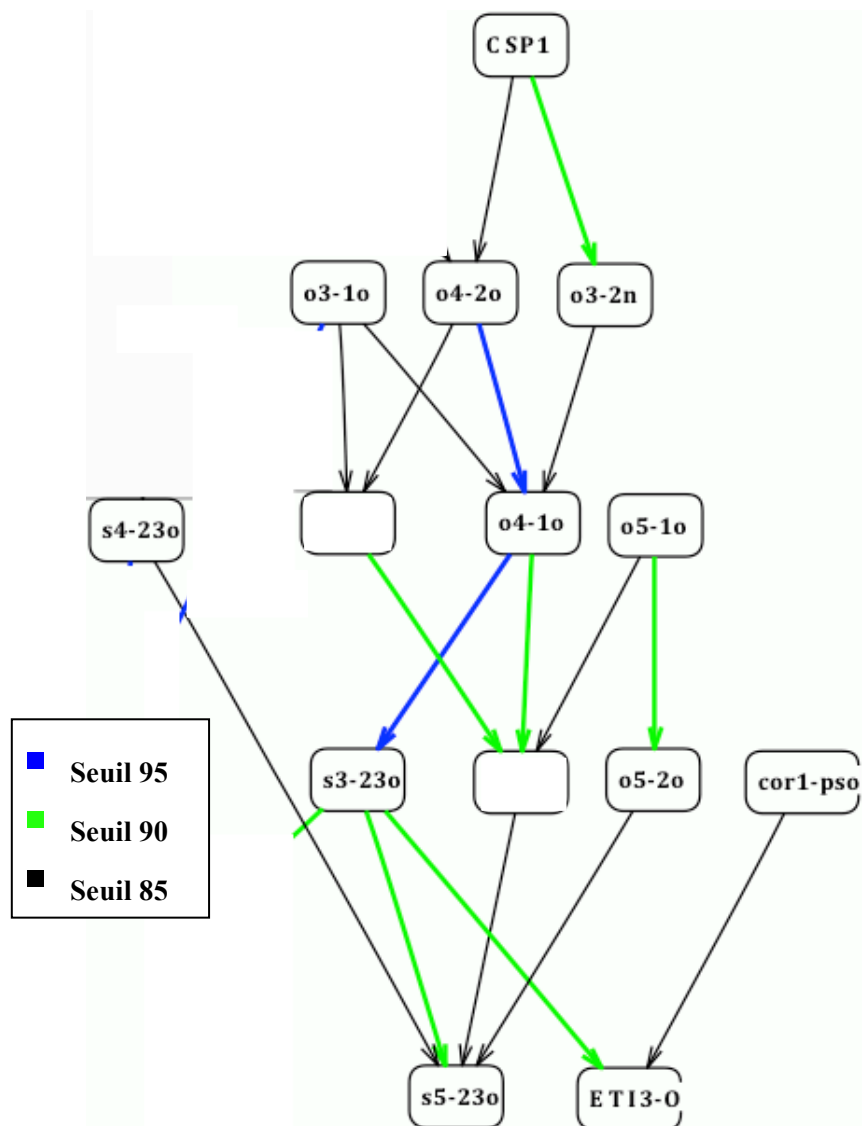 CSP1
o3-1o
o4-2o
o3-2n
s4-23o
o4-1o
o5-1o
s3-23o
o5-2o
cor1-pso
Seuil 95
Seuil 90
Seuil 85
s5-23o
ETI3-O